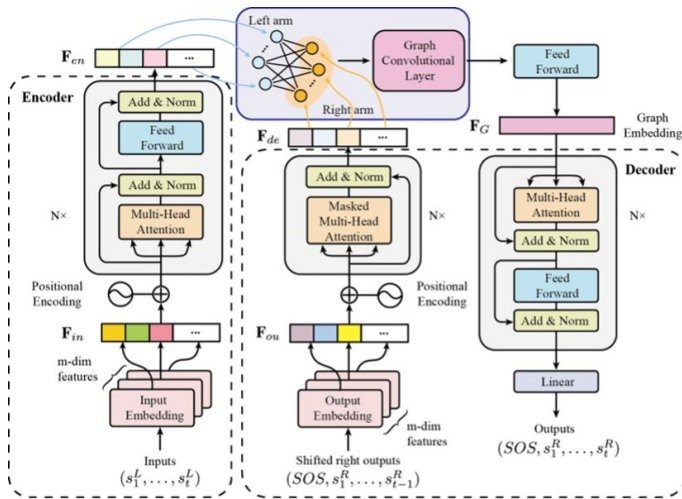 Left arm
F_en
...
...
Graph
Convolutional
Layer
Feed
Forward
Encoder
Add & Norm
Right arm
Feed
Forward
F_de
...
F_G
Graph
Embedding
Add & Norm
Add & Norm
Decoder
N×
Multi-Head
Attention
Masked
Multi-Head
Attention
N×
Multi-Head
Attention
N×
Add & Norm
Positional
Encoding
Positional
Encoding
Feed
Forward
F_in
...
F_ou
...
Add & Norm
m-dim
features
Input
Embedding
Output
Embedding
m-dim
features
Linear
Inputs
(s_1^L, . . . , s_t^L)
Shifted right outputs
(SOS, s_1^R, . . . , s_{t-1}^R)
Outputs
(SOS, s_1^R, . . . , s_t^R)